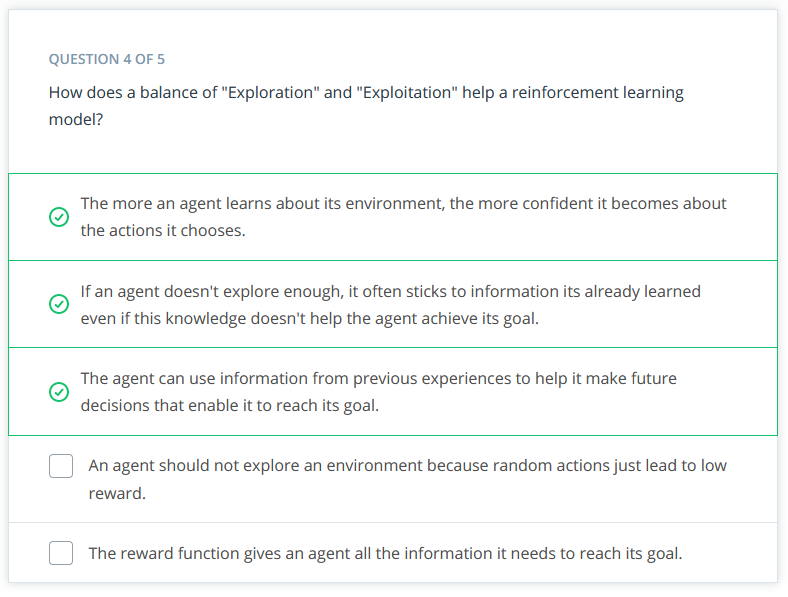 QUESTION 4 OF 5
How does a balance of "Exploration" and "Exploitation" help a reinforcement learning
model?
The more an agent learns about its environment, the more confident it becomes about
the actions it chooses.
If an agent doesn't explore enough, it often sticks to information its already learned
even if this knowledge doesn't help the agent achieve its goal.
The agent can use information from previous experiences to help it make future
decisions that enable it to reach its goal.
An agent should not explore an environment because random actions just lead to low
reward.
The reward function gives an agent all the information it needs to reach its goal.